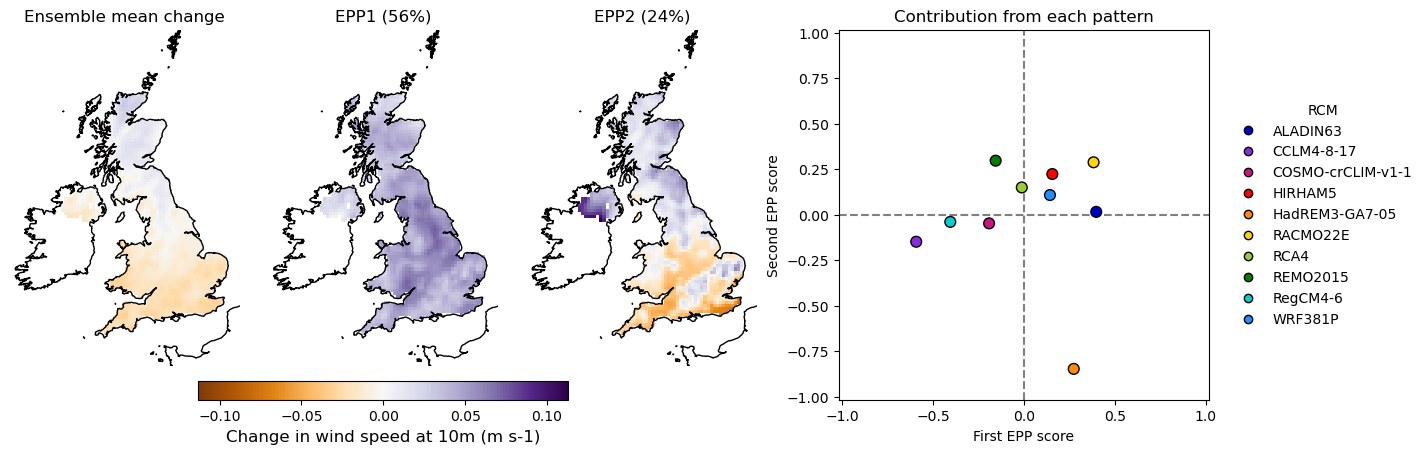 Ensemble mean change
EPP1 (56%)
EPP2 (24%)
−0.10 −0.05 0.00 0.05 0.10
Change in wind speed at 10m (m s-1)
Contribution from each pattern
Second EPP score
1.00
0.75
0.50
0.25
0.00
−0.25
−0.50
−0.75
−1.00
−1.0 −0.5 0.0 0.5 1.0
First EPP score
RCM
ALADIN63
CCLM4-8-17
COSMO-crCLIM-v1-1
HIRHAM5
HadREM3-GA7-05
RACMO22E
RCA4
REMO2015
RegCM4-6
WRF381P